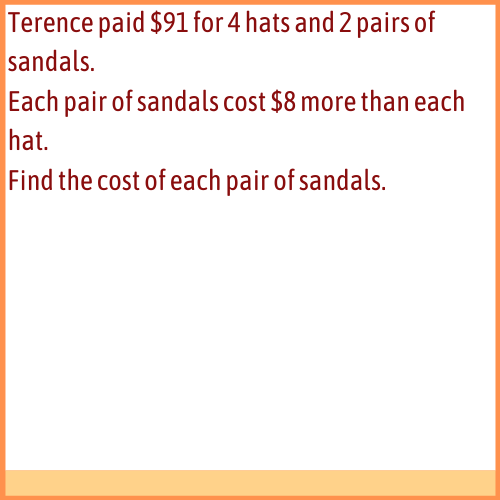 Terence paid $91 for 4 hats and 2 pairs of
sandals.
Each pair of sandals cost $8 more than each
hat.
Find the cost of each pair of sandals.